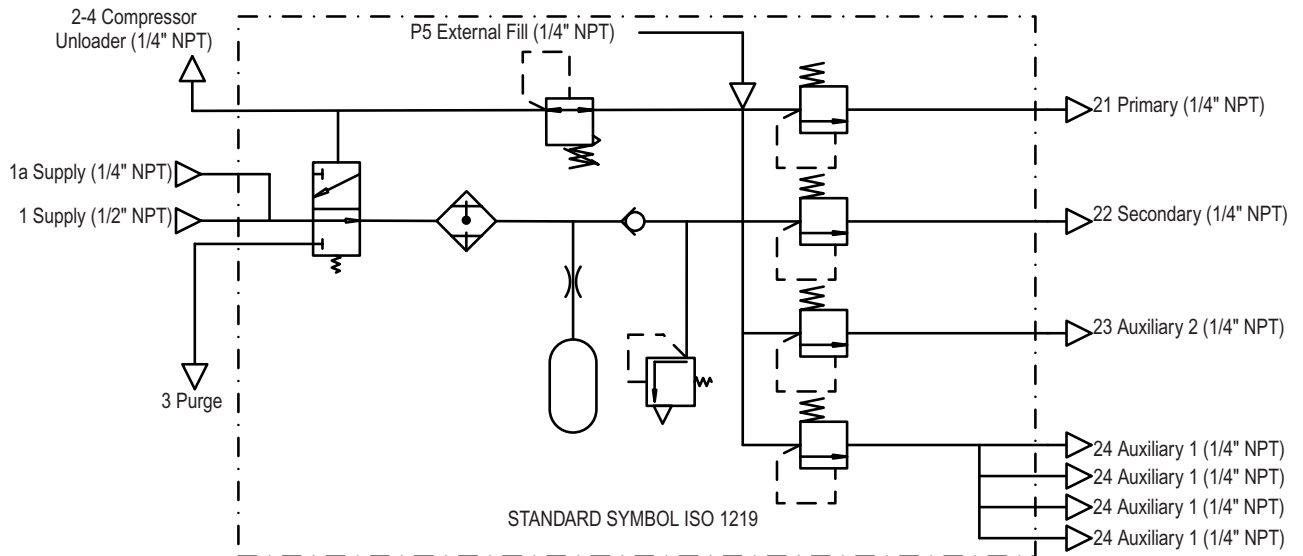 2-4 Compressor
Unloader (1/4" NPT)
P5 External Fill (1/4" NPT)
21 Primary (1/4" NPT)
1a Supply (1/4" NPT)
1 Supply (1/2" NPT)
22 Secondary (1/4" NPT)
23 Auxiliary 2 (1/4" NPT)
3 Purge
24 Auxiliary 1 (1/4" NPT)
24 Auxiliary 1 (1/4" NPT)
24 Auxiliary 1 (1/4" NPT)
24 Auxiliary 1 (1/4" NPT)
STANDARD SYMBOL ISO 1219